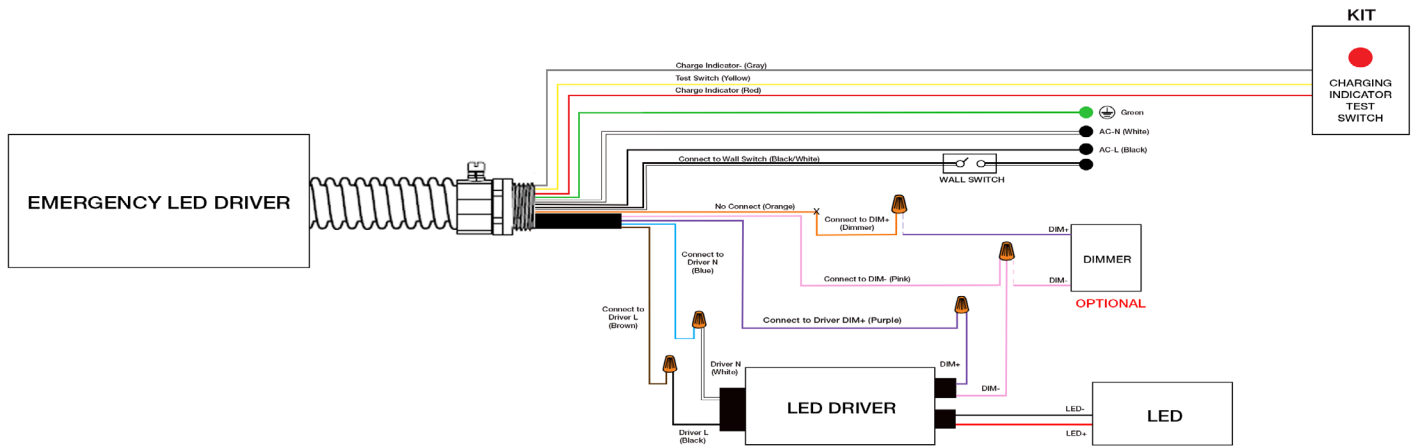 KIT
CHARGING
INDICATOR
TEST
SWITCH
Charge Indicator- (Gray)
Test Switch (Yellow)
Charge Indicator (Red)
Green
AC-N (White)
AC-L (Black)
Connect to Wall Switch (Black/White)
WALL SWITCH
EMERGENCY LED DRIVER
No Connect (Orange)
x
Connect to DIM+
(Dimmer)
DIM+
DIMMER
DIM-
OPTIONAL
Connect to
Driver N
(Blue)
Connect to DIM- (Pink)
Connect to
Driver L
(Brown)
Connect to Driver DIM+ (Purple)
Driver N
(White)
DIM+
DIM-
LED DRIVER
Driver L
(Black)
LED-
LED+
LED